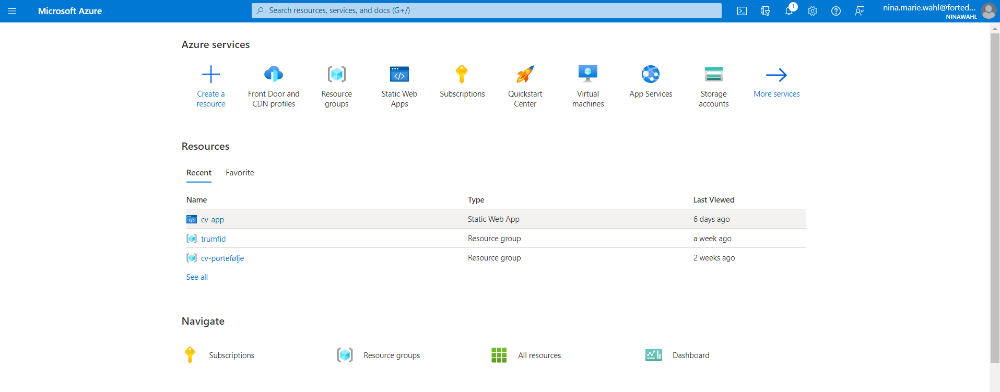 Microsoft Azure
Search resources, services, and docs (G+/)
1
nina.marie.wahl@forted...
NINAWAHL
Azure services
Create a
resource
Front Door and
CDN profiles
Resource
groups
Static Web
Apps
Subscriptions
Quickstart
Center
Virtual
machines
App Services
Storage
accounts
More services
Resources
Recent Favorite
Name Type Last Viewed
cv-app Static Web App 6 days ago
trumfid Resource group a week ago
cv-portefølje Resource group 2 weeks ago
See all
Navigate
Subscriptions Resource groups All resources Dashboard